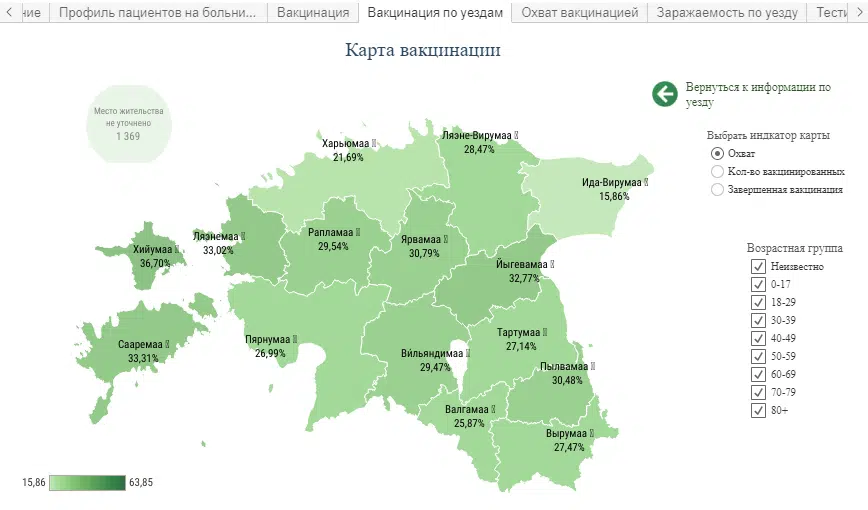 ние
Профиль пациентов на больни...
Вакцинация
Вакцинация по уездам
Охват вакцинацией
Заражаемость по уезду
Тести
Карта вакцинации
Место жительства
не уточнено
1 369
Вернуться к информации по
уезду
Выбрать индкатор карты
Охват
Кол-во вакцинированных
Завершенная вакцинация
Харьюмаа
21,69%
Ляэне-Вирумаа
28,47%
Ида-Вирумаа
15,86%
Хийумаа
36,70%
Ляэнемаа
33,02%
Рапламаа
29,54%
Ярвамаа
30,79%
Йыгевамаа
32,77%
Возрастная группа
Неизвестно
0-17
18-29
30-39
40-49
50-59
60-69
70-79
80+
Сааремаа
33,31%
Пярнумаа
26,99%
Ви́льяндимаа
29,47%
Тартумаа
27,14%
Пылвамаа
30,48%
Валгамаа
25,87%
Вырумаа
27,47%
15,86
63,85